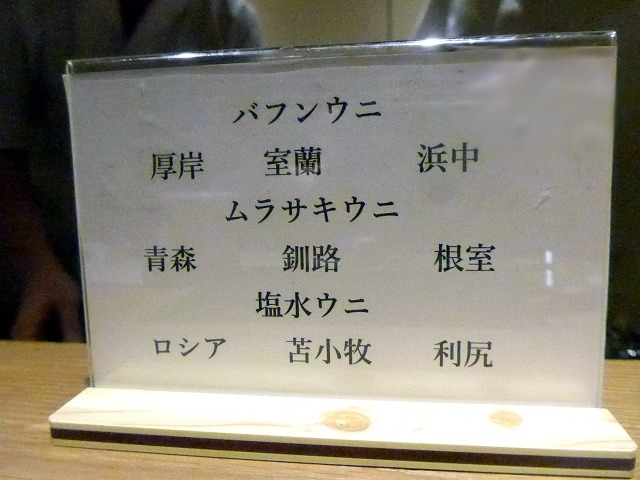 バフンウニ
厚岸 室蘭 浜中
ムラサキウニ
青森 釧路 根室
塩水ウニ
ロシア 苫小牧 利尻